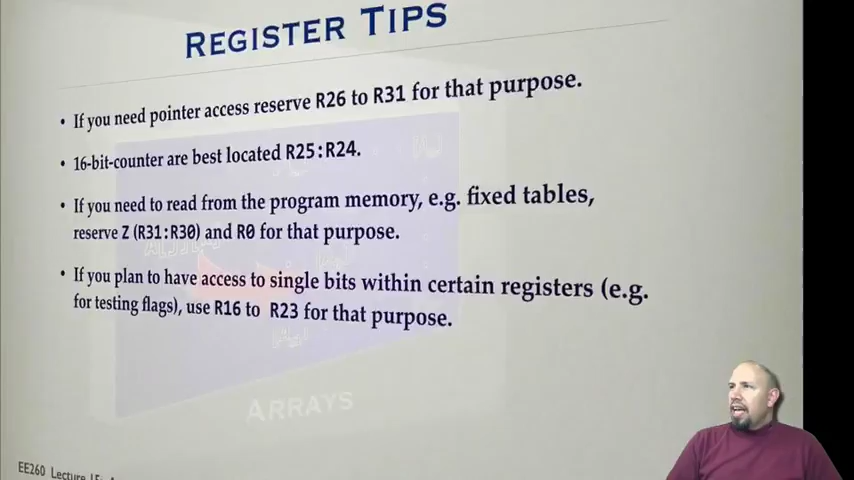 REGISTER TIPS
• If you need pointer access reserve R26 to R31 for that purpose.
• 16-bit-counter are best located R25:R24.
• If you need to read from the program memory, e.g. fixed tables,
reserve Z (R31:R30) and R0 for that purpose.
• If you plan to have access to single bits within certain registers (e.g.
for testing flags), use R16 to R23 for that purpose.
ARRAYS
EE260 Lecture 15: